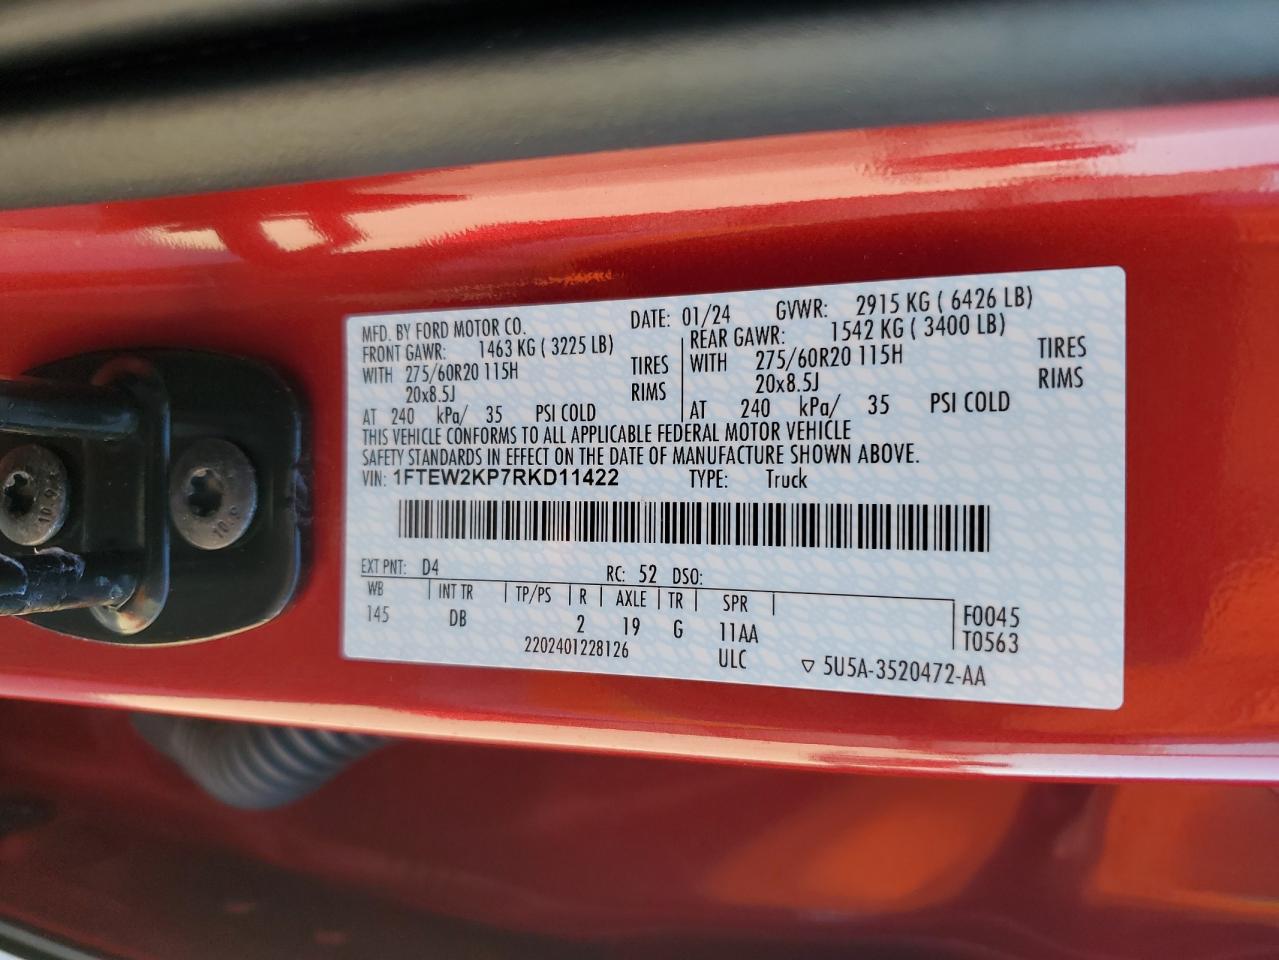 MFD. BY FORD MOTOR CO. DATE: 01/24 GVWR: 2915 KG ( 6426 LB)
FRONT GAWR: 1463 KG ( 3225 LB) REAR GAWR: 1542 KG ( 3400 LB)
WITH 275/60R20 115H TIRES WITH 275/60R20 115H TIRES
20x8.5J RIMS 20x8.5J RIMS
AT 240 kPa/ 35 PSI COLD AT 240 kPa/ 35 PSI COLD
THIS VEHICLE CONFORMS TO ALL APPLICABLE FEDERAL MOTOR VEHICLE
SAFETY STANDARDS IN EFFECT ON THE DATE OF MANUFACTURE SHOWN ABOVE.
VIN: 1FTEW2KP7RKD11422 TYPE: Truck
EXT PNT: D4 RC: 52 DSO:
WB INT TR TP/PS R AXLE TR SPR F0045
145 DB 2 19 G 11AA T0563
2202401228126 ULC 5U5A-3520472-AA
10.9
10.9